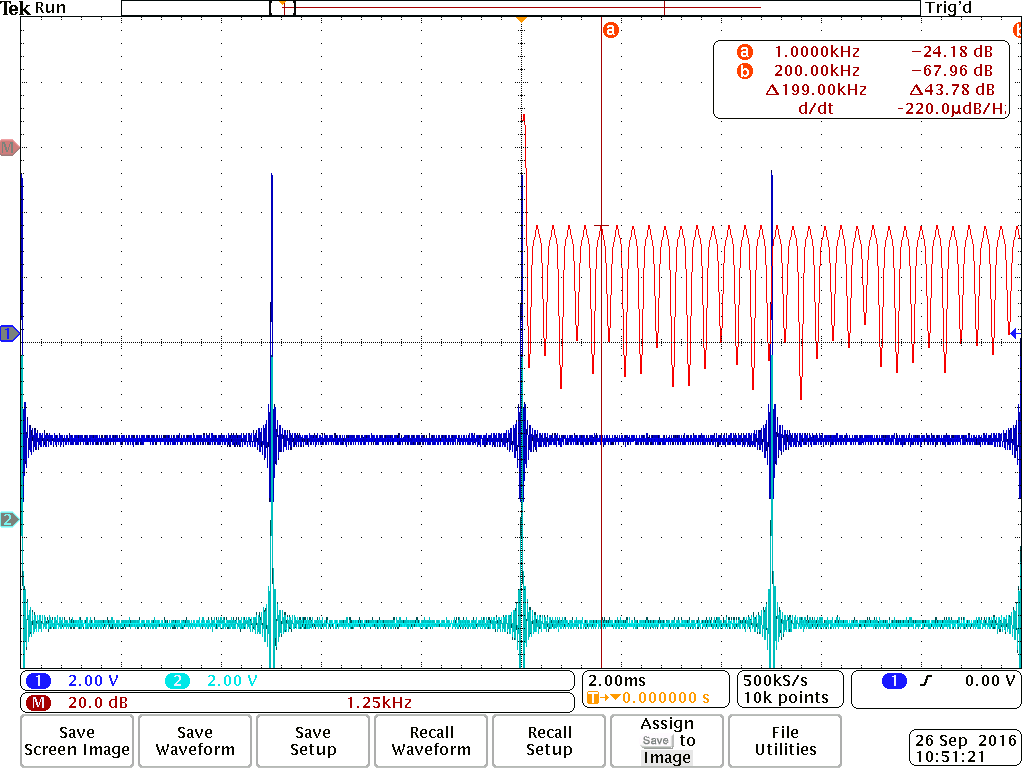 Tek Run Trig'd
a b
a 1.0000kHz −24.18 dB
b 200.00kHz −67.96 dB
Δ199.00kHz Δ43.78 dB
d/dt -220.0µdB/Hz
M
1
2
1 2.00 V 2 2.00 V
M 20.0 dB 1.25kHz
2.00ms
T→▼0.000000 s
500kS/s
10k points
1 0.00 V
Save
Screen Image
Save
Waveform
Save
Setup
Recall
Waveform
Recall
Setup
Assign
Save to
Image
File
Utilities
26 Sep 2016
10:51:21